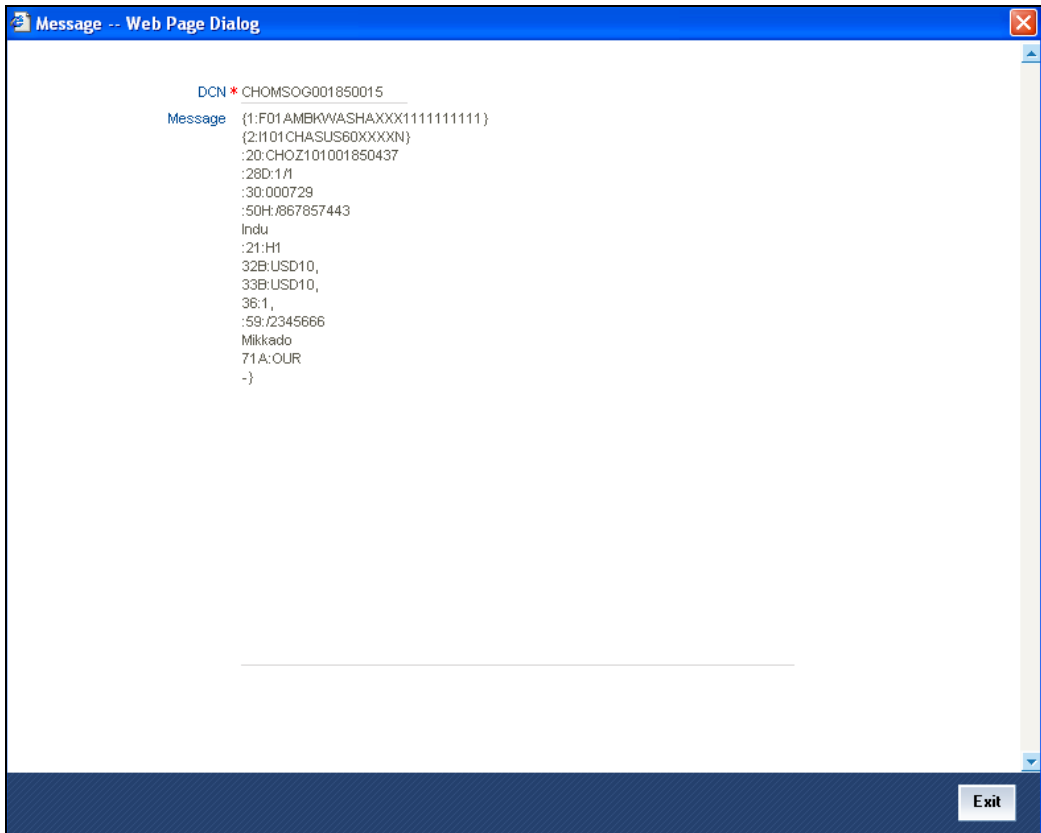 Message -- Web Page Dialog
DCN * CHOMSOG001850015
Message {1:F01AMBKWASHAXXX1111111111}
{2:I101CHASUS60XXXXN}
:20:CHOZ101001850437
:28D:1/1
:30:000729
:50H:/867857443
Indu
:21:H1
32B:USD10,
33B:USD10,
36:1,
:59:/2345666
Mikkado
71A:OUR
-}
Exit